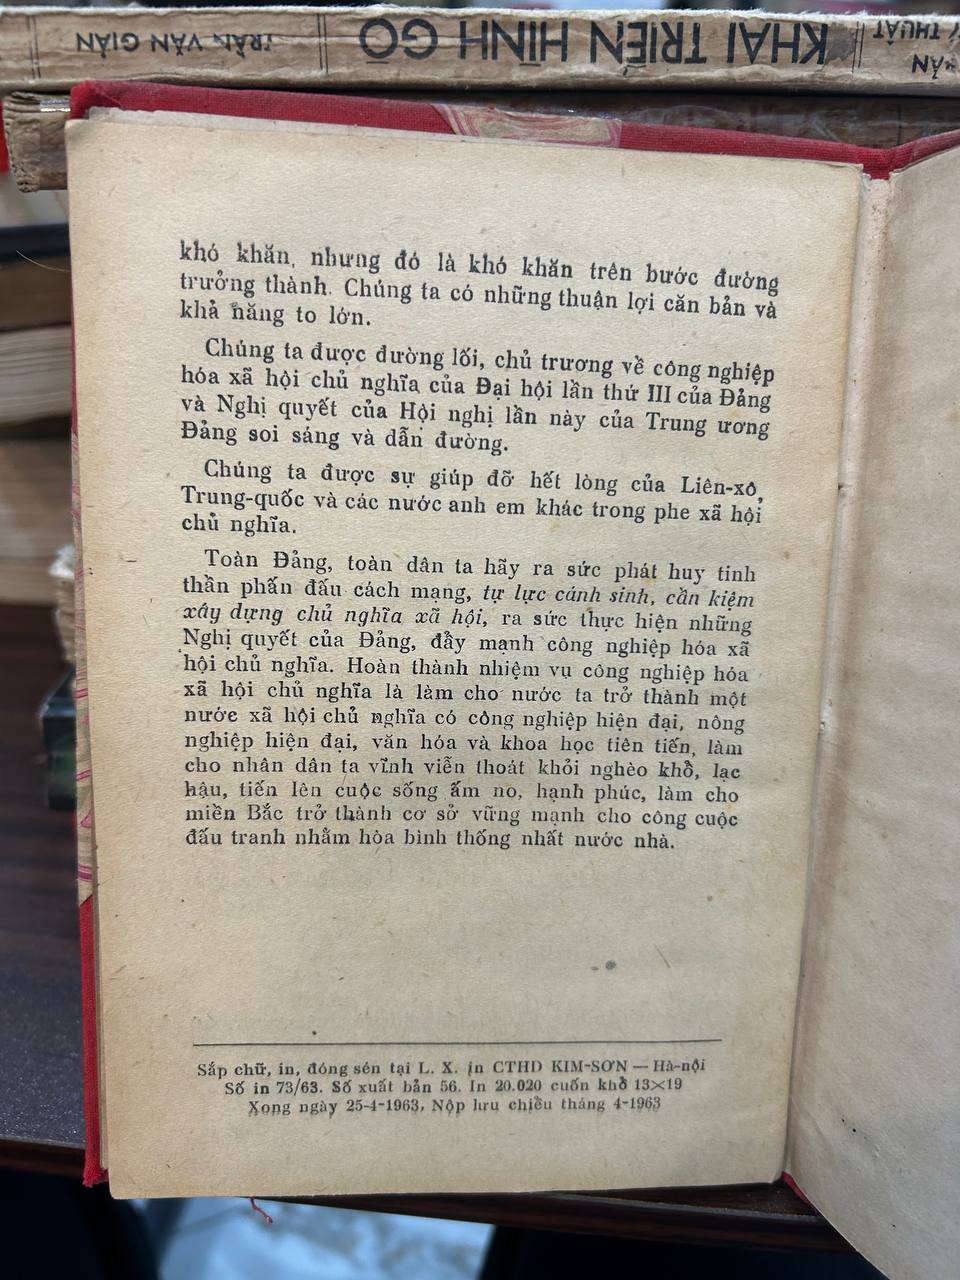 TRẦN VĂN GIẢN
KHAI TRIỂN HÌNH GÒ
THUẬT
khó khăn, nhưng đó là khó khăn trên bước đường
trưởng thành. Chúng ta có những thuận lợi căn bản và
khả năng to lớn.
Chúng ta được đường lối, chủ trương về công nghiệp
hóa xã hội chủ nghĩa của Đại hội lần thứ III của Đảng
và Nghị quyết của Hội nghị lần này của Trung ương
Đảng soi sáng và dẫn đường.
Chúng ta được sự giúp đỡ hết lòng của Liên-xô,
Trung-quốc và các nước anh em khác trong phe xã hội
chủ nghĩa.
Toàn Đảng, toàn dân ta hãy ra sức phát huy tinh
thần phấn đấu cách mạng, tự lực cánh sinh, cần kiệm
xây dựng chủ nghĩa xã hội, ra sức thực hiện những
Nghị quyết của Đảng, đẩy mạnh công nghiệp hóa xã
hội chủ nghĩa. Hoàn thành nhiệm vụ công nghiệp hóa
xã hội chủ nghĩa là làm cho nước ta trở thành một
nước xã hội chủ nghĩa có công nghiệp hiện đại, nông
nghiệp hiện đại, văn hóa và khoa học tiên tiến, làm
cho nhân dân ta vĩnh viễn thoát khỏi nghèo khổ, lạc
hậu, tiến lên cuộc sống ấm no, hạnh phúc, làm cho
miền Bắc trở thành cơ sở vững mạnh cho công cuộc
đấu tranh nhằm hòa bình thống nhất nước nhà.
Sắp chữ, in, đóng sén tại L. X. in CTHD KIM-SƠN — Hà-nội
Số in 73/63. Số xuất bản 56. In 20.020 cuốn khổ 13×19
Xong ngày 25-4-1963, Nộp lưu chiểu tháng 4-1963